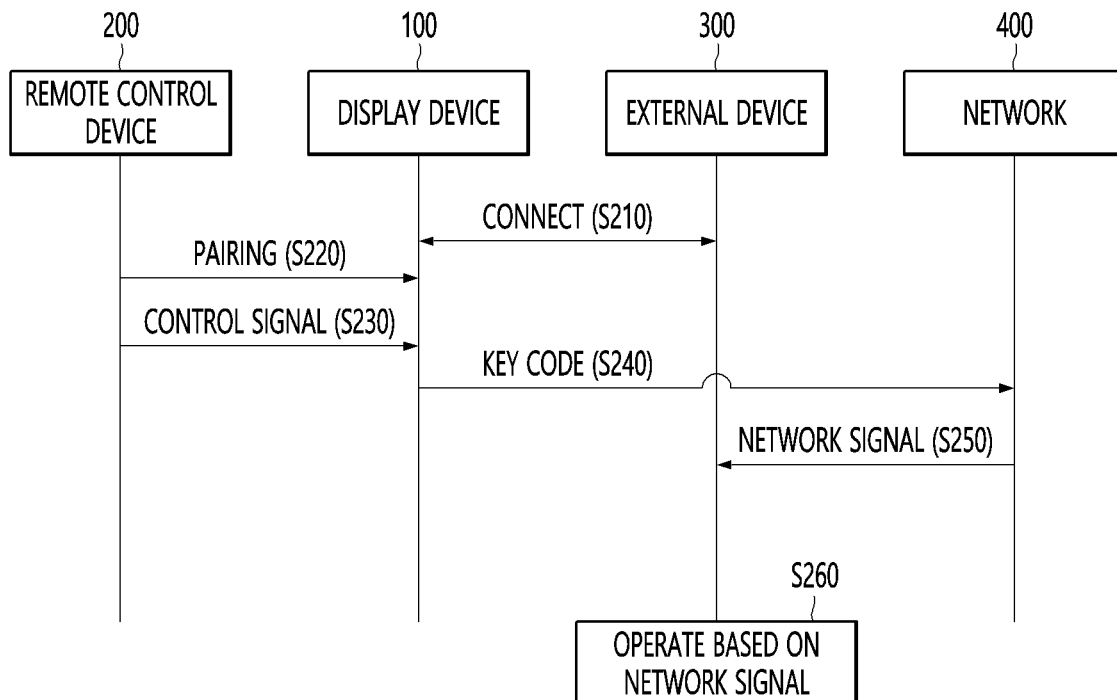 200
100
300
400
REMOTE CONTROL
DEVICE
DISPLAY DEVICE
EXTERNAL DEVICE
NETWORK
CONNECT (S210)
PAIRING (S220)
CONTROL SIGNAL (S230)
KEY CODE (S240)
NETWORK SIGNAL (S250)
S260
OPERATE BASED ON
NETWORK SIGNAL